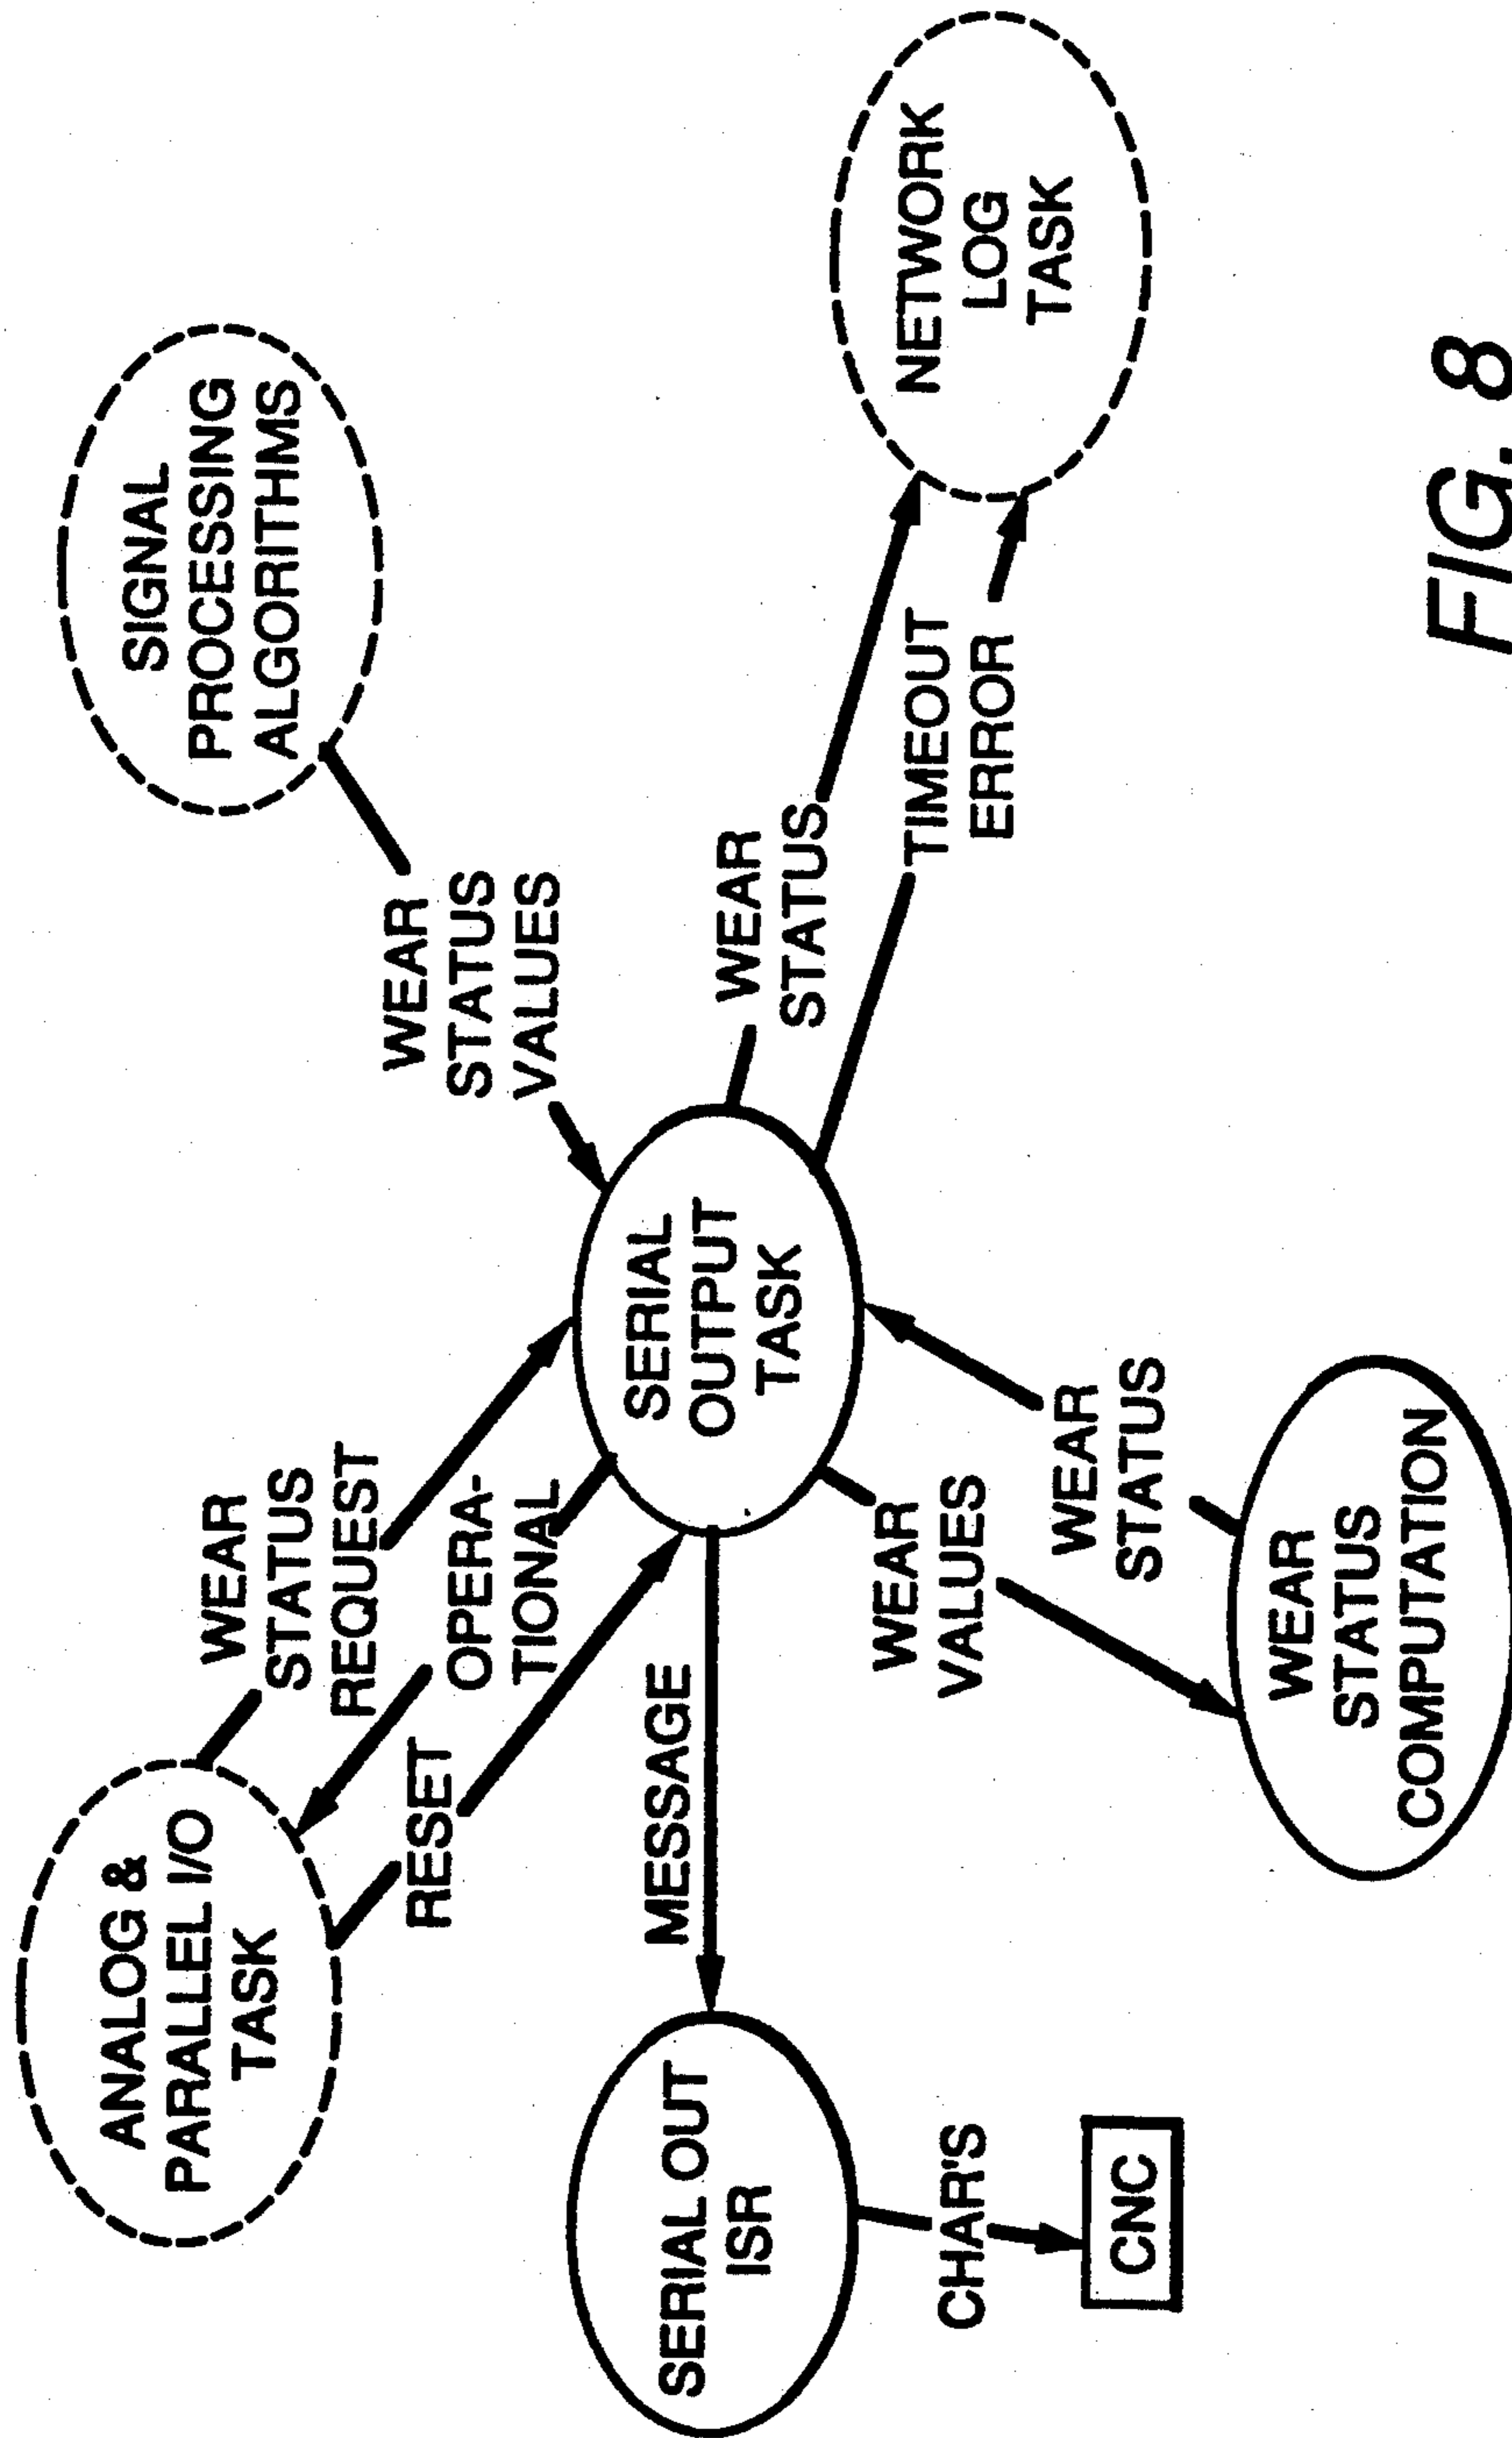 ANALOG &
PARALLEL I/O
TASK
SIGNAL
PROCESSING
ALGORITHMS
WEAR
STATUS
REQUEST
OPERA-
TIONAL
RESET
WEAR
STATUS
VALUES
MESSAGE
SERIAL OUT
ISR
SERIAL
OUTPUT
TASK
WEAR
STATUS
TIMEOUT
ERROR
NETWORK
LOG
TASK
CHAR'S
CNC
WEAR
VALUES
WEAR
STATUS
WEAR
STATUS
COMPUTATION
FIG. 8